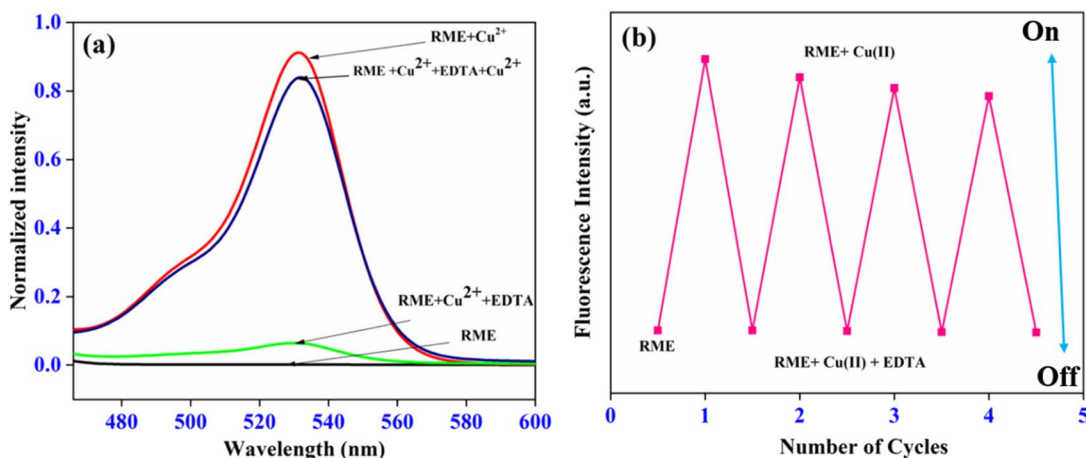 (a)
1.0
0.8
0.6
0.4
0.2
0.0
Normalized intensity
RME+Cu2+
RME +Cu2++EDTA+Cu2+
RME+Cu2++EDTA
RME
480
500
520
540
560
580
600
Wavelength (nm)
(b)
On
RME+ Cu(II)
Fluorescence Intensity (a.u.)
RME
RME+ Cu(II) + EDTA
Off
0
1
2
3
4
5
Number of Cycles